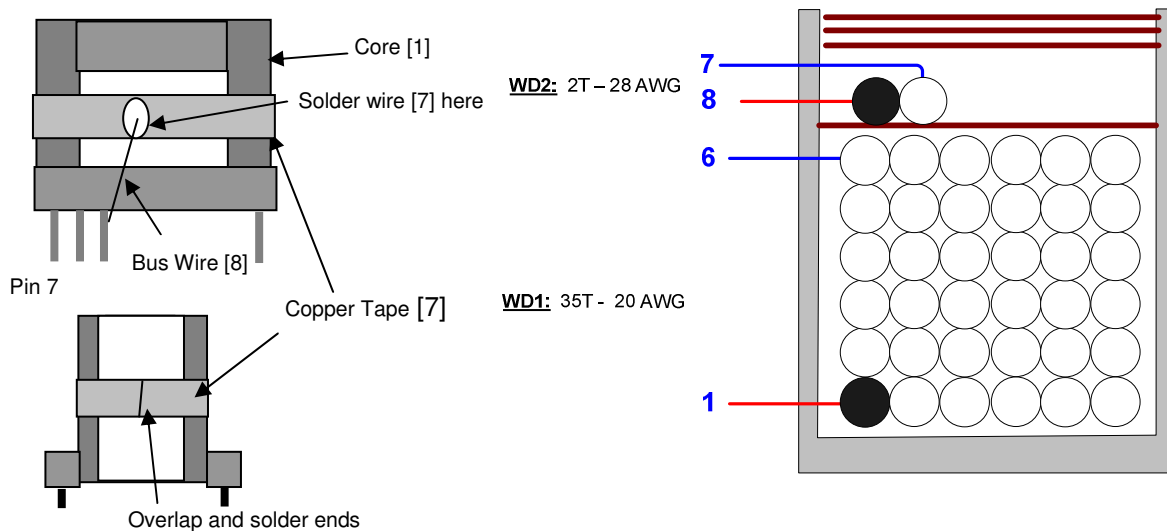 Core [1]
Solder wire [7] here
Bus Wire [8]
Pin 7
Copper Tape [7]
Overlap and solder ends
WD2: 2T – 28 AWG
7
8
6
WD1: 35T - 20 AWG
1